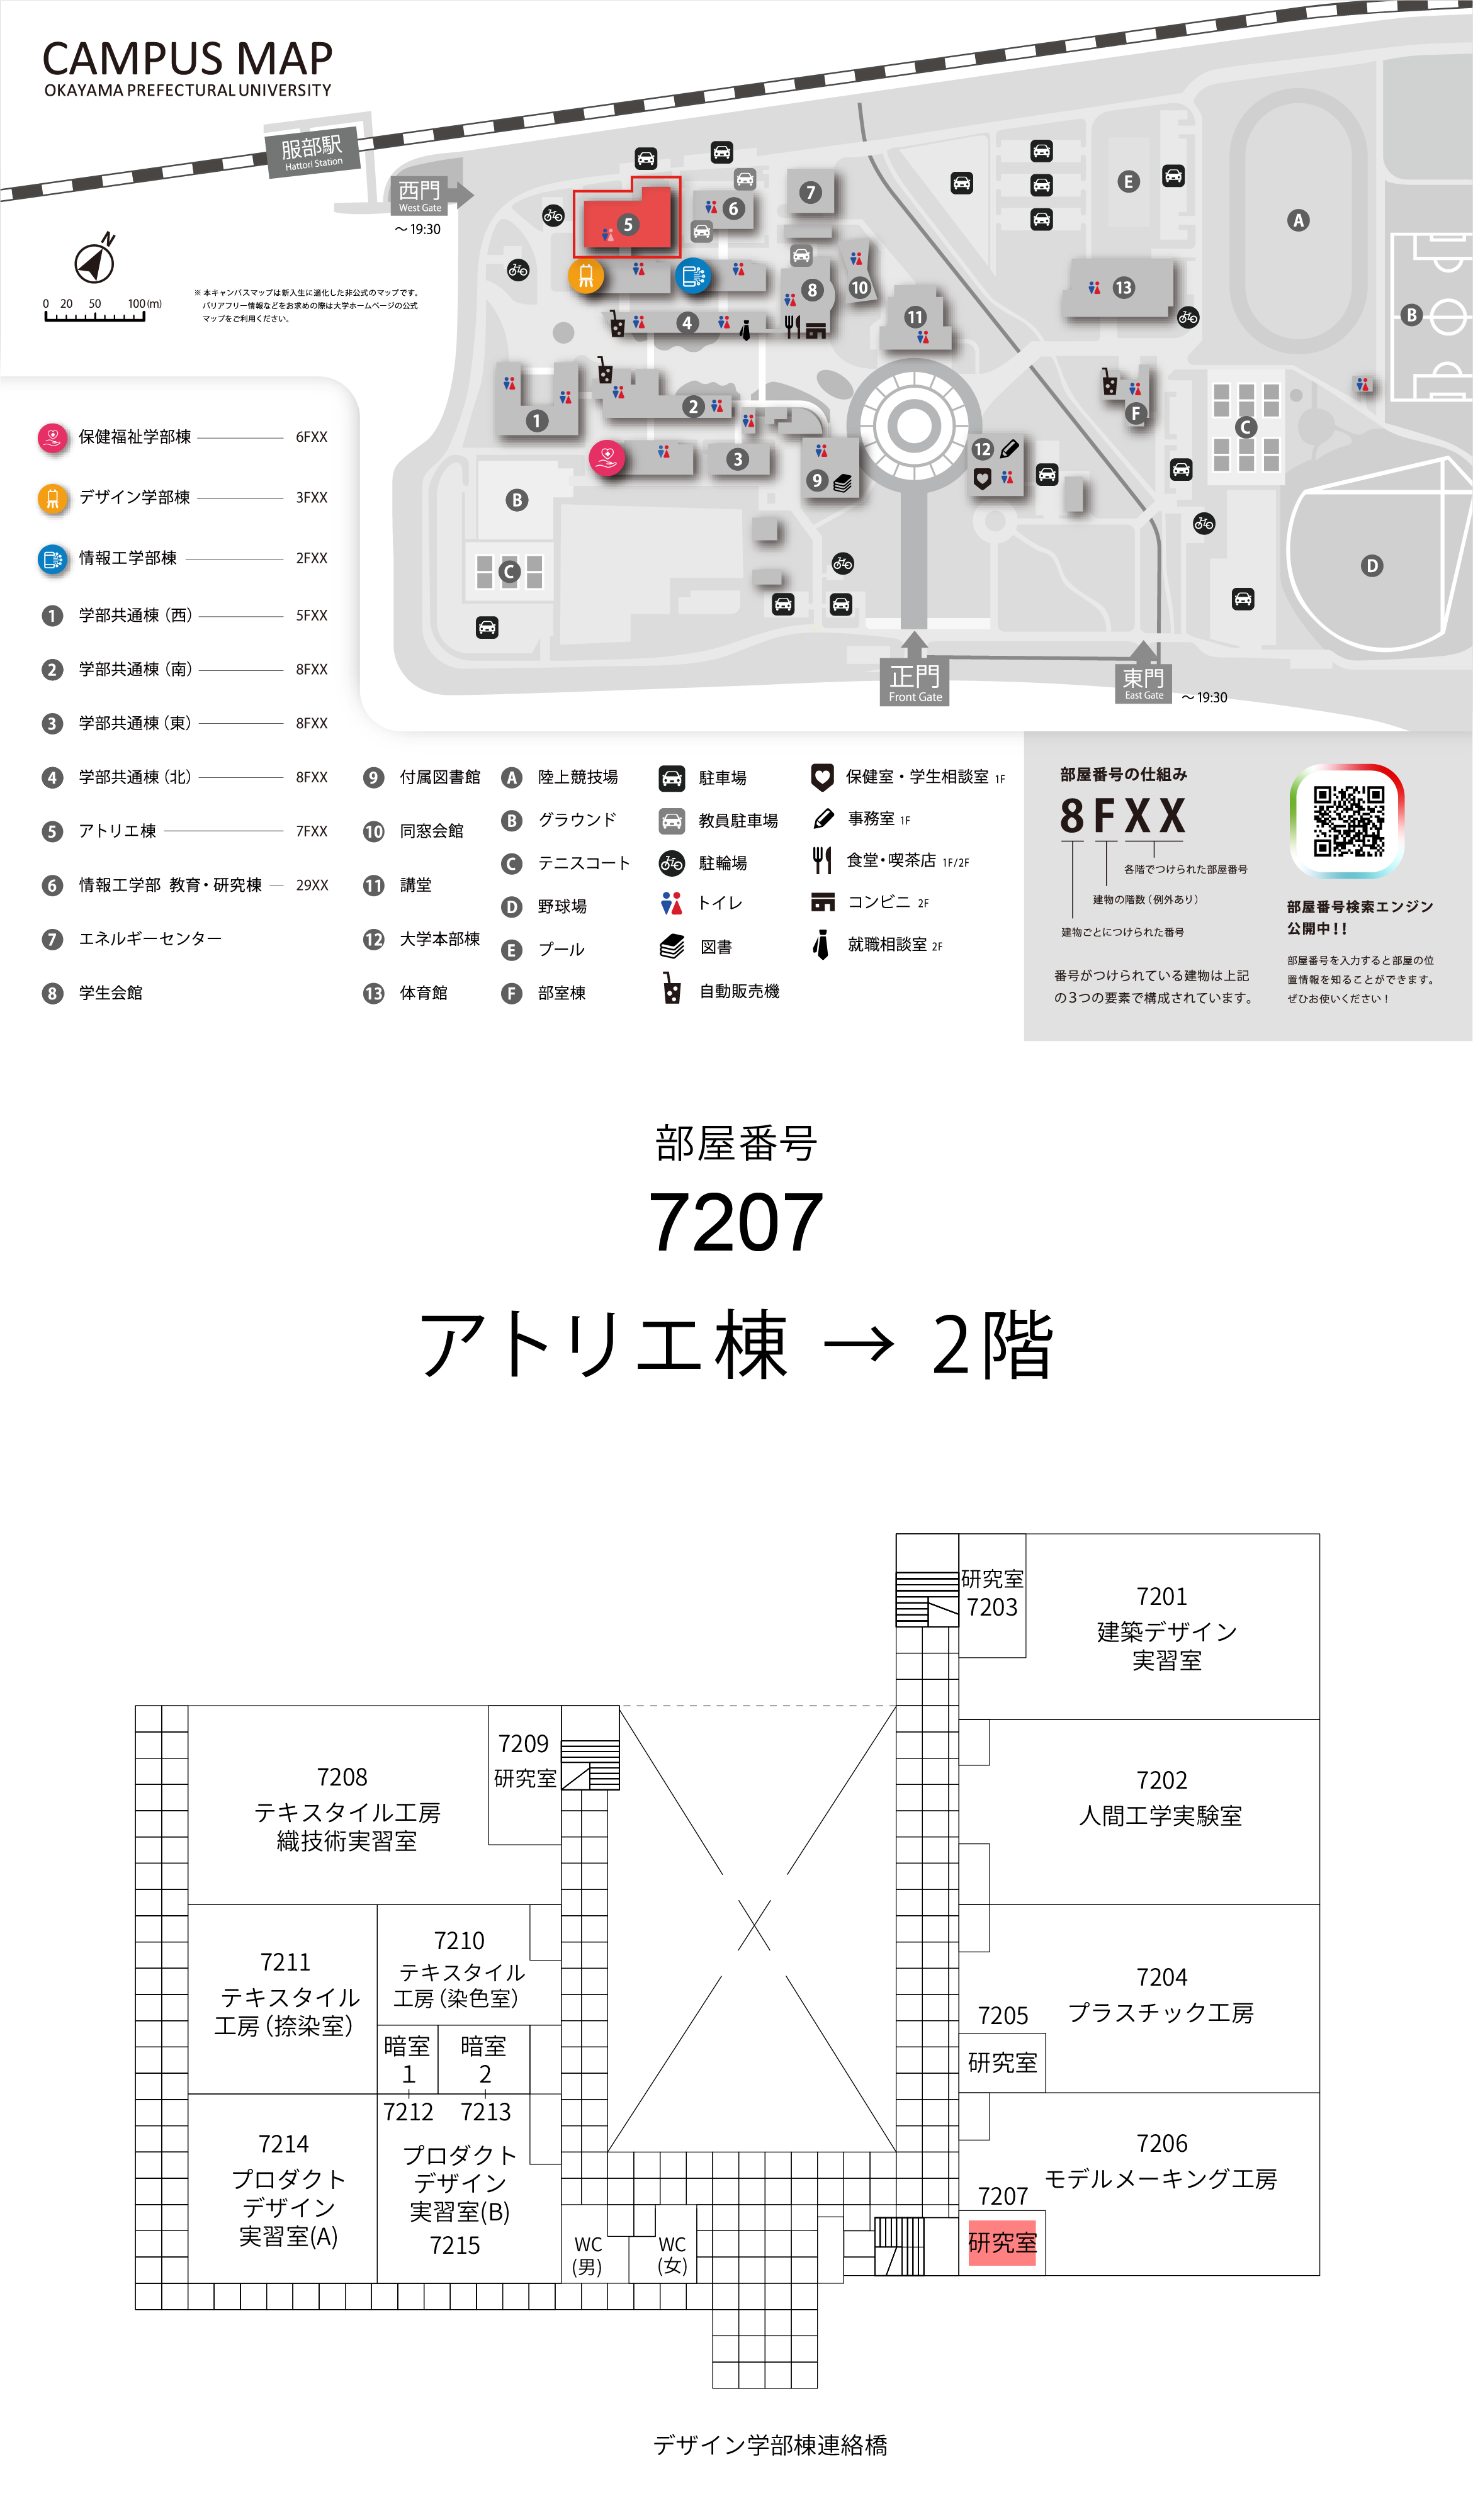 CAMPUS MAP
OKAYAMA PREFECTURAL UNIVERSITY
服部駅
Hattori Station
西門
West Gate
～19:30
N
0 20 50 100(m)
※ 本キャンパスマップは新入生に適化した非公式のマップです。
バリアフリー情報などをお求めの際は大学ホームページの公式
マップをご利用ください。
5
6
7
E
A
4
8
10
11
13
B
1
2
3
9
12
F
C
B
C
D
正門
Front Gate
東門
East Gate
～19:30
保健福祉学部棟 6FXX
デザイン学部棟 3FXX
情報工学部棟 2FXX
1 学部共通棟（西） 5FXX
2 学部共通棟（南） 8FXX
3 学部共通棟（東） 8FXX
4 学部共通棟（北） 8FXX
5 アトリエ棟 7FXX
6 情報工学部 教育・研究棟 29XX
7 エネルギーセンター
8 学生会館
9 付属図書館
10 同窓会館
11 講堂
12 大学本部棟
13 体育館
A 陸上競技場
B グラウンド
C テニスコート
D 野球場
E プール
F 部室棟
駐車場
教員駐車場
駐輪場
トイレ
図書
自動販売機
保健室・学生相談室 1F
事務室 1F
食堂・喫茶店 1F/2F
コンビニ 2F
就職相談室 2F
部屋番号の仕組み
8FXX
各階でつけられた部屋番号
建物の階数（例外あり）
建物ごとにつけられた番号
番号がつけられている建物は上記
の３つの要素で構成されています。
部屋番号検索エンジン
公開中！！
部屋番号を入力すると部屋の位
置情報を知ることができます。
ぜひお使いください！
部屋番号
7207
アトリエ棟 → 2階
研究室
7203
7201
建築デザイン
実習室
7209
研究室
7208
テキスタイル工房
織技術実習室
7202
人間工学実験室
7211
テキスタイル
工房（捺染室）
7210
テキスタイル
工房（染色室）
7204
プラスチック工房
7205
研究室
暗室
1
暗室
2
7212
7213
7214
プロダクト
デザイン
実習室(A)
プロダクト
デザイン
実習室(B)
7215
7206
モデルメーキング工房
7207
研究室
WC
(男)
WC
(女)
デザイン学部棟連絡橋